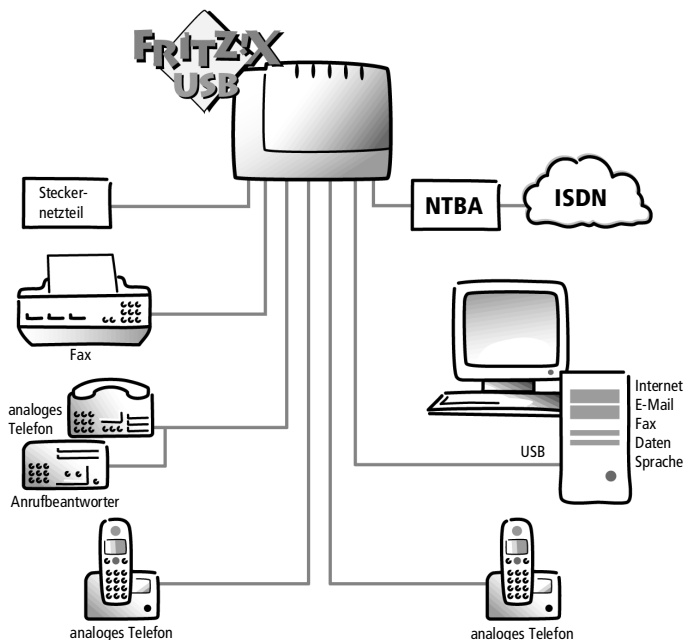 FRITZ!X
USB
Stecker-
netzteil
NTBA
ISDN
Fax
analoges
Telefon
Anrufbeantworter
USB
Internet
E-Mail
Fax
Daten
Sprache
analoges Telefon
analoges Telefon